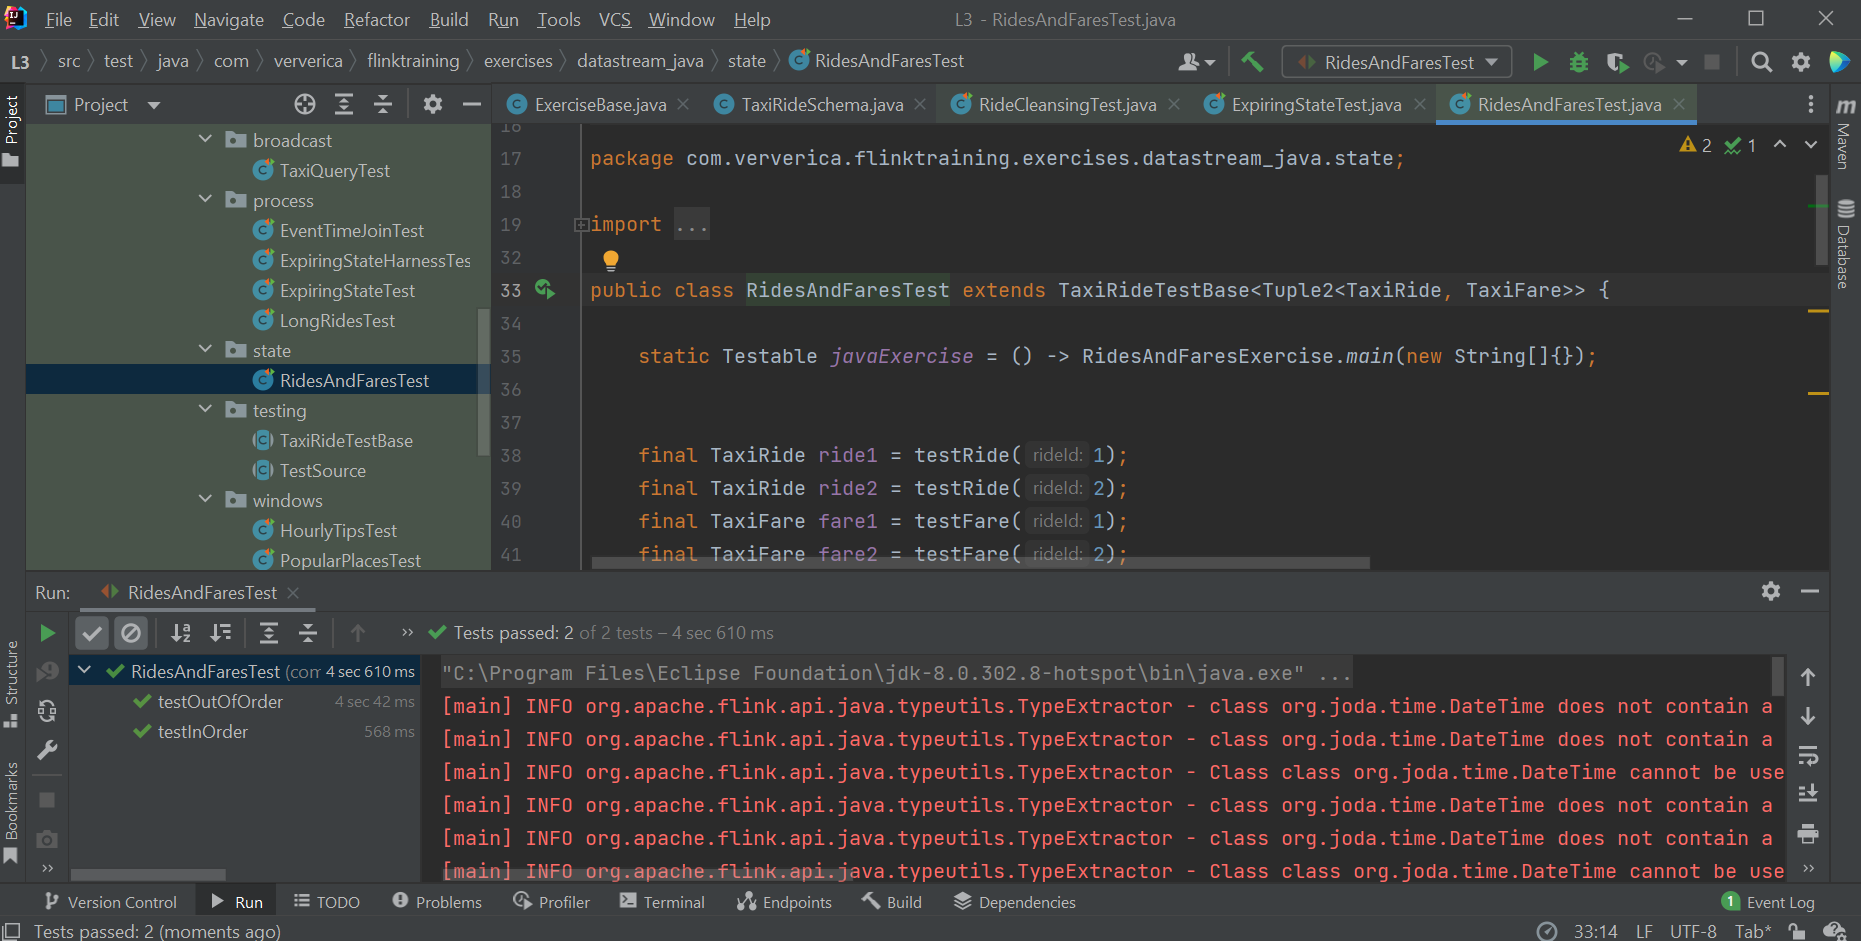 File Edit View Navigate Code Refactor Build Run Tools VCS Window Help L3 - RidesAndFaresTest.java
L3 src test java com ververica flinktraining exercises datastream_java state RidesAndFaresTest RidesAndFaresTest
Project
ExerciseBase.java TaxiRideSchema.java RideCleansingTest.java ExpiringStateTest.java RidesAndFaresTest.java
Project
Structure
Bookmarks
Maven
Database
broadcast
TaxiQueryTest
process
EventTimeJoinTest
ExpiringStateHarnessTes
ExpiringStateTest
LongRidesTest
state
RidesAndFaresTest
testing
TaxiRideTestBase
TestSource
windows
HourlyTipsTest
PopularPlacesTest
2 1
16
17 package com.ververica.flinktraining.exercises.datastream_java.state;
18
19 import ...
32
33 public class RidesAndFaresTest extends TaxiRideTestBase<Tuple2<TaxiRide, TaxiFare>> {
34
35 static Testable javaExercise = () -> RidesAndFaresExercise.main(new String[]{});
36
37
38 final TaxiRide ride1 = testRide( rideId: 1);
39 final TaxiRide ride2 = testRide( rideId: 2);
40 final TaxiFare fare1 = testFare( rideId: 1);
41 final TaxiFare fare2 = testFare( rideId: 2);
Run: RidesAndFaresTest
Tests passed: 2 of 2 tests – 4 sec 610 ms
RidesAndFaresTest (com 4 sec 610 ms
testOutOfOrder 4 sec 42 ms
testInOrder 568 ms
"C:\Program Files\Eclipse Foundation\jdk-8.0.302.8-hotspot\bin\java.exe" ...
[main] INFO org.apache.flink.api.java.typeutils.TypeExtractor - class org.joda.time.DateTime does not contain a
[main] INFO org.apache.flink.api.java.typeutils.TypeExtractor - class org.joda.time.DateTime does not contain a
[main] INFO org.apache.flink.api.java.typeutils.TypeExtractor - Class class org.joda.time.DateTime cannot be use
[main] INFO org.apache.flink.api.java.typeutils.TypeExtractor - class org.joda.time.DateTime does not contain a
[main] INFO org.apache.flink.api.java.typeutils.TypeExtractor - class org.joda.time.DateTime does not contain a
[main] INFO org.apache.flink.api.java.typeutils.TypeExtractor - Class class org.joda.time.DateTime cannot be use
Version Control Run TODO Problems Profiler Terminal Endpoints Build Dependencies 1 Event Log
Tests passed: 2 (moments ago) 33:14 LF UTF-8 Tab*